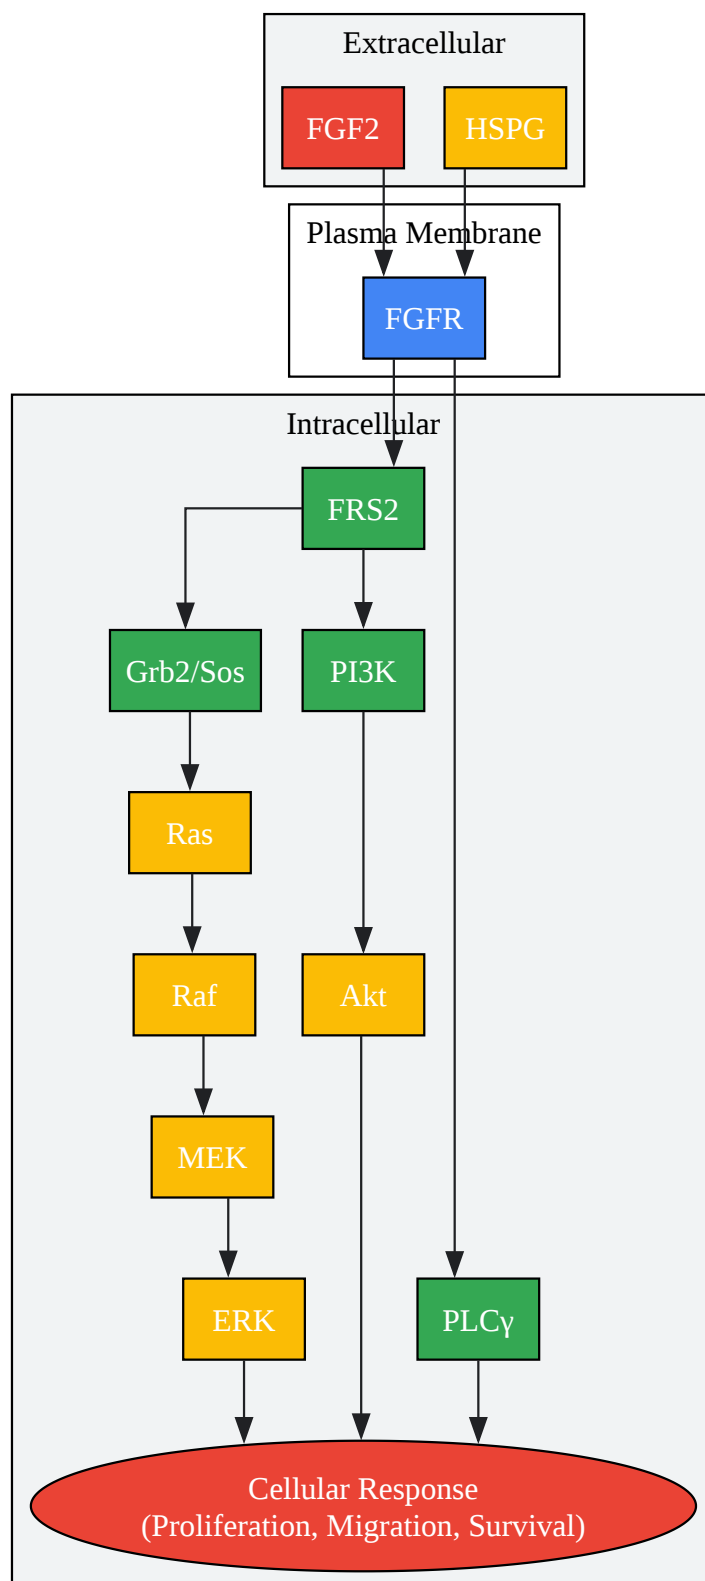 Extracellular
FGF2
HSPG
Plasma Membrane
FGFR
Intracellular
FRS2
Grb2/Sos
PI3K
Ras
Raf
Akt
MEK
ERK
PLCγ
Cellular Response
(Proliferation, Migration, Survival)